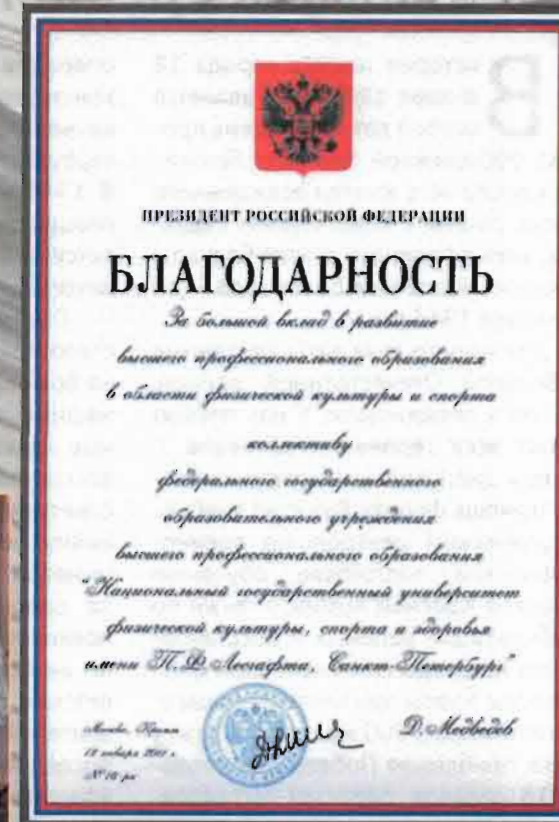 ПРЕЗИДЕНТ РОССИЙСКОЙ ФЕДЕРАЦИИ
БЛАГОДАРНОСТЬ
За большой вклад в развитие
высшего профессионального образования
в области физической культуры и спорта
коллективу
федерального государственного
образовательного учреждения
высшего профессионального образования
"Национальный государственный университет
физической культуры, спорта и здоровья
имени П.Ф.Лесгафта, Санкт-Петербург"
Д.Медведев
Москва, Кремль